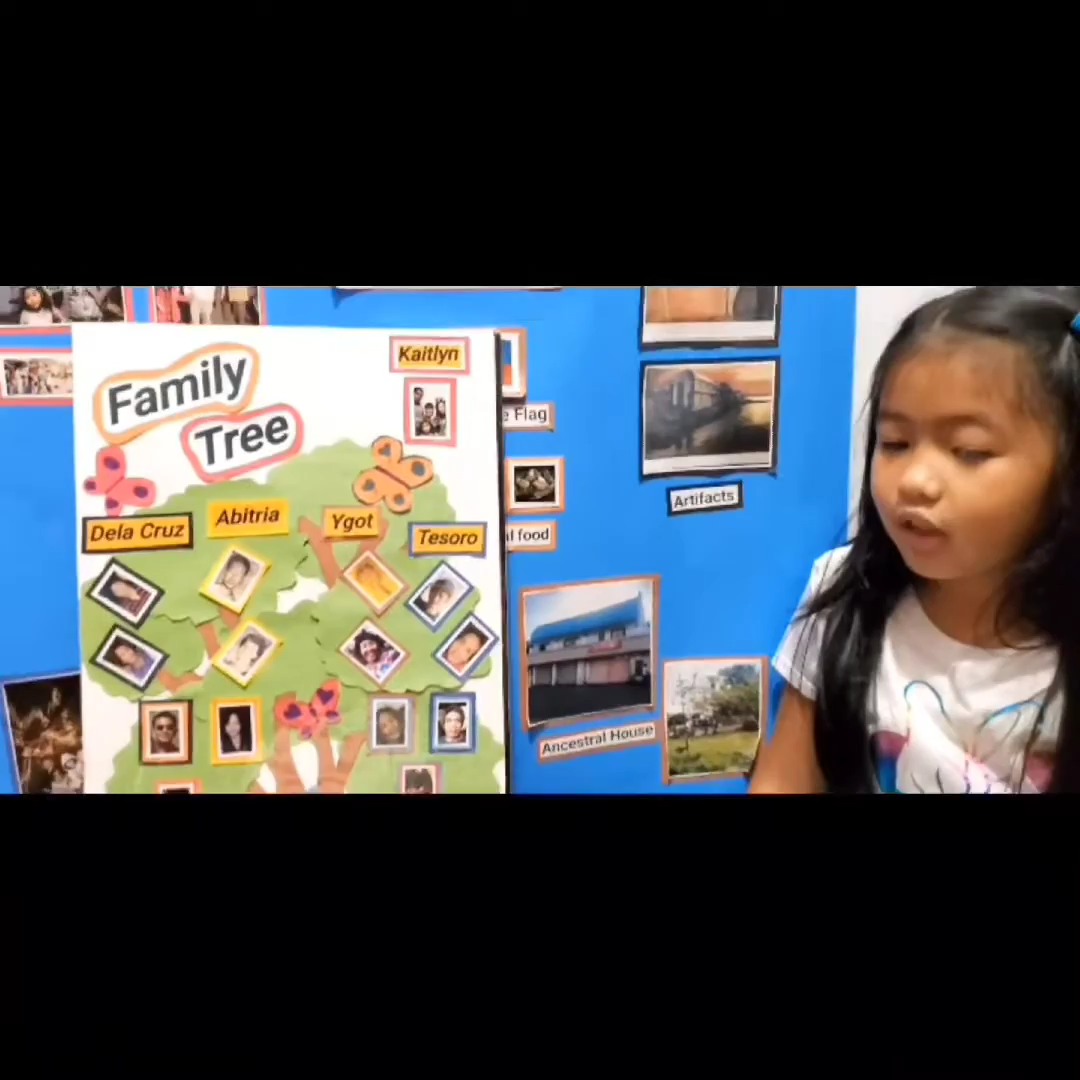 Family
Tree
Kaitlyn
Dela Cruz
Abitria
Ygot
Tesoro
Flag
food
Artifacts
Ancestral House